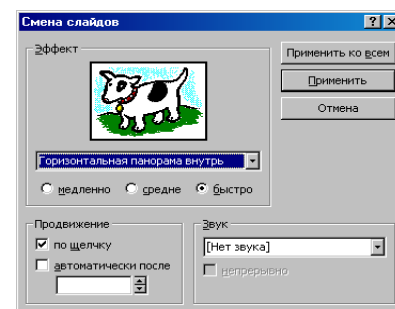 Смена слайдов
Эффект
Применить ко всем
Применить
Отмена
Горизонтальная панорама внутрь
медленно средне быстро
Продвижение
по щелчку
автоматически после
Звук
[Нет звука]
непрерывно